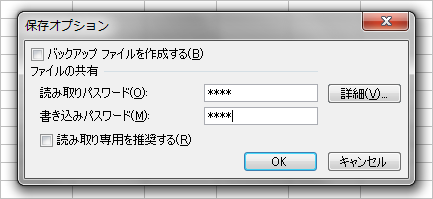 保存オプション
バックアップ ファイルを作成する(B)
ファイルの共有
読み取りパスワード(O): **** 詳細(V)...
書き込みパスワード(M): ****
読み取り専用を推奨する(R)
OK キャンセル